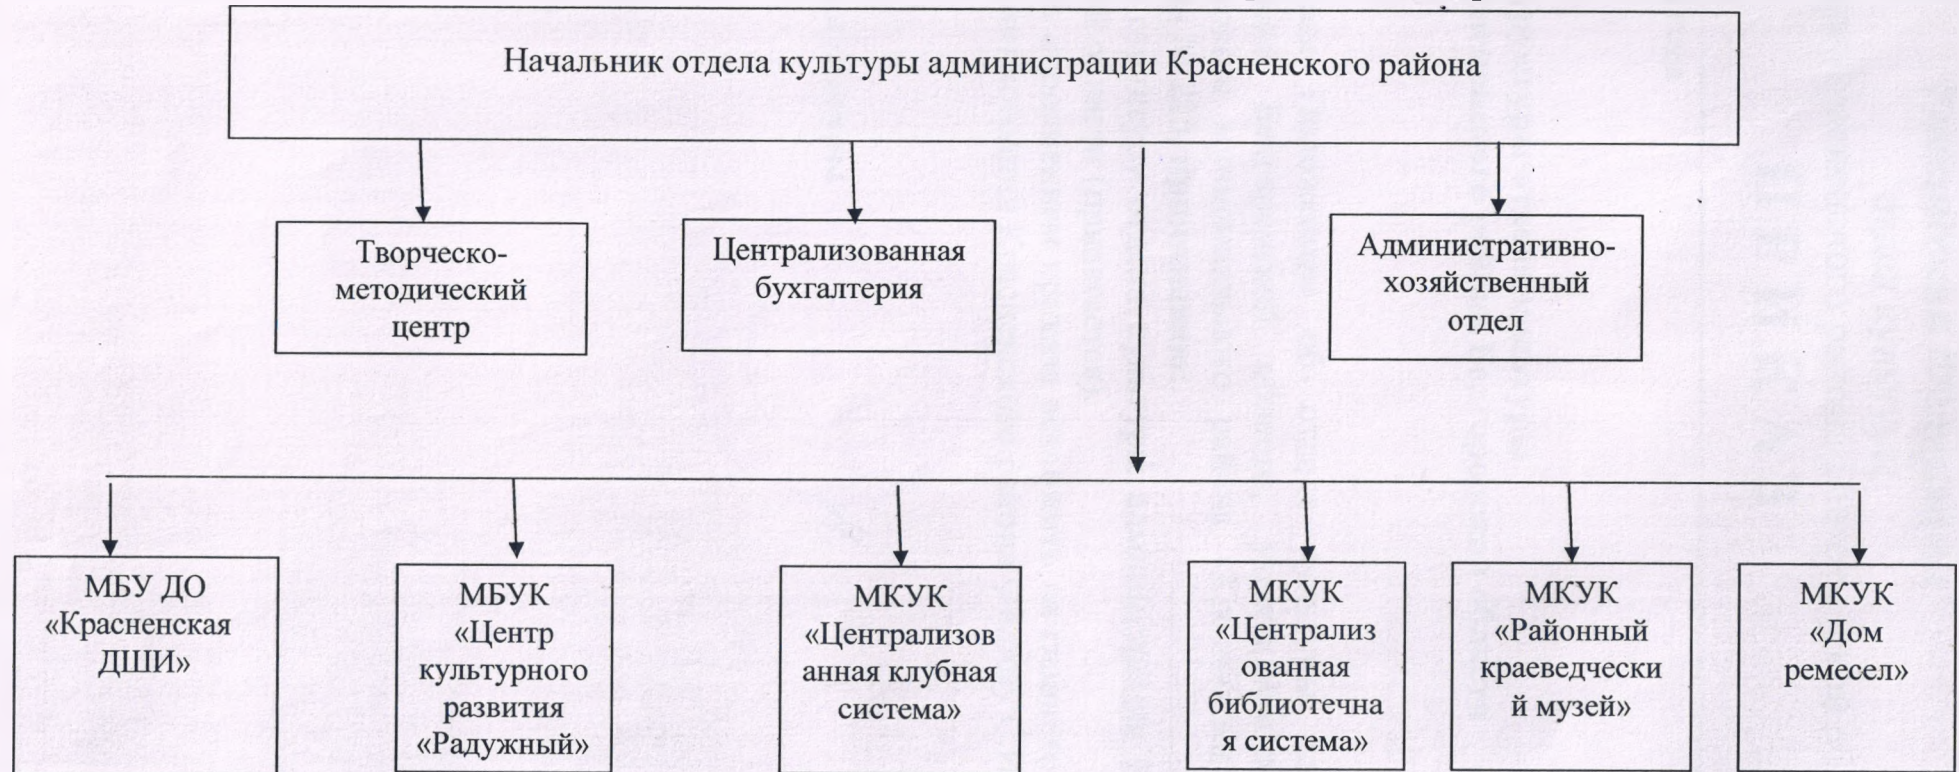 Начальник отдела культуры администрации Красненского района
Творческо-
методический
центр
Централизованная
бухгалтерия
Административно-
хозяйственный
отдел
МБУ ДО
«Красненская
ДШИ»
МБУК
«Центр
культурного
развития
«Радужный»
МКУК
«Централизов
анная клубная
система»
МКУК
«Централиз
ованная
библиотечна
я система»
МКУК
«Районный
краеведчески
й музей»
МКУК
«Дом
ремесел»